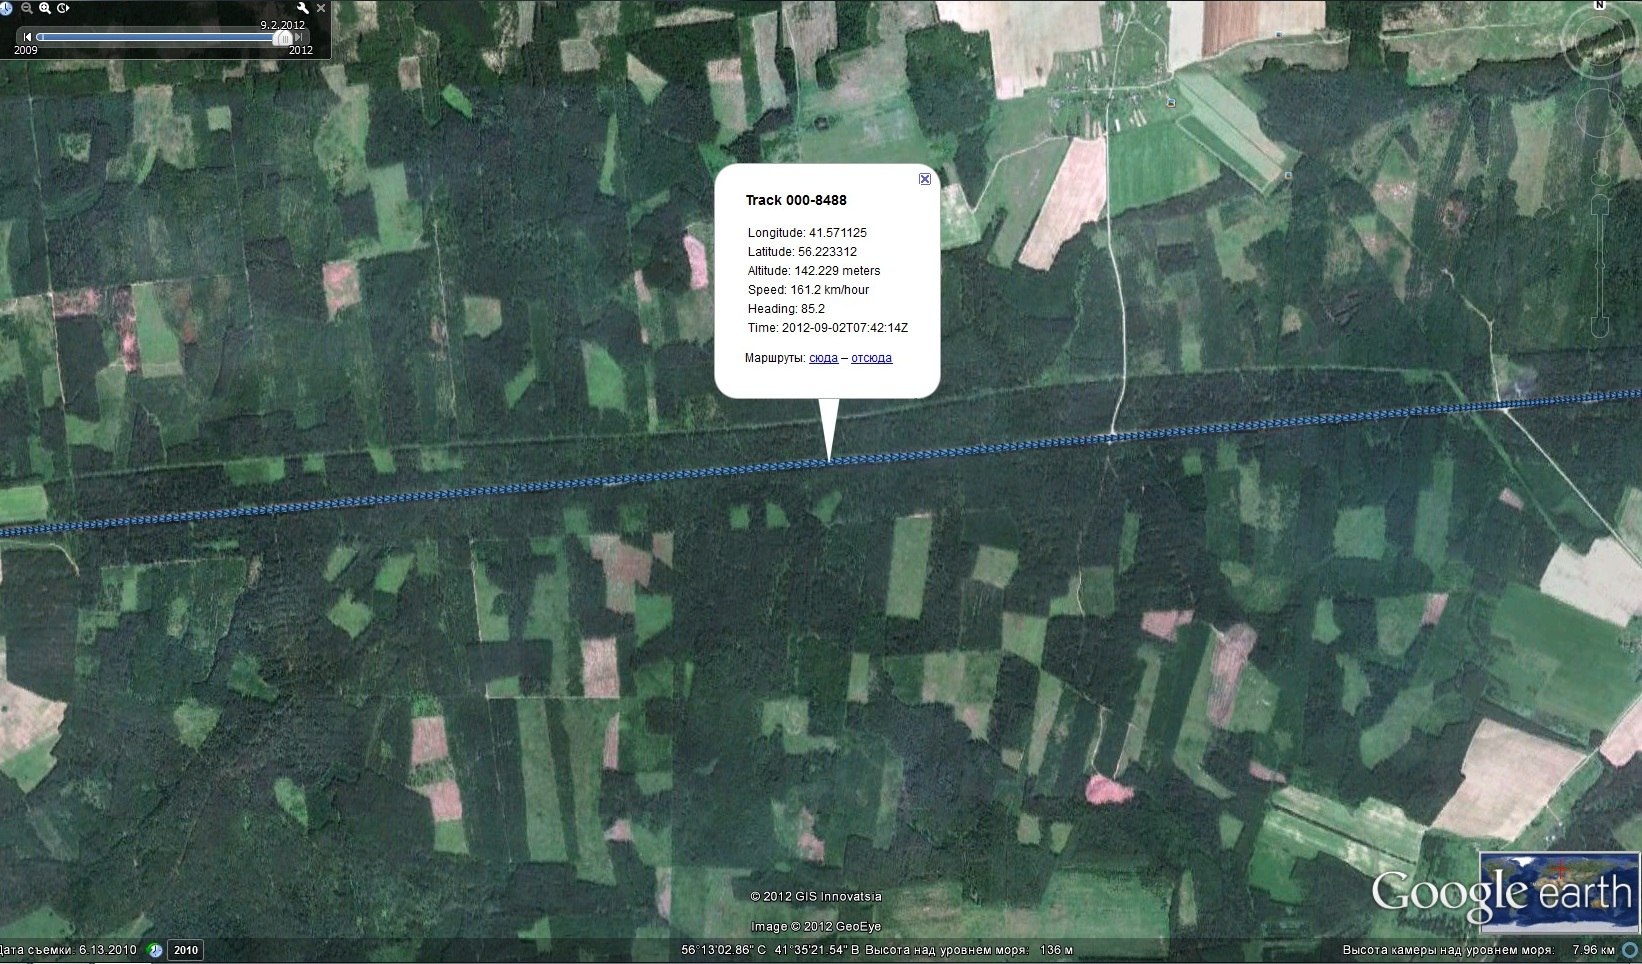 9.2.2012
2009
2012
N
Track 000-8488
Longitude: 41.571125
Latitude: 56.223312
Altitude: 142.229 meters
Speed: 161.2 km/hour
Heading: 85.2
Time: 2012-09-02T07:42:14Z
Маршруты: сюда – отсюда
© 2012 GIS Innovatsia
Image © 2012 GeoEye
Google earth
Дата съемки: 6.13.2010 2010
56°13'02.86" С 41°35'21.54" В Высота над уровнем моря: 136 м
Высота камеры над уровнем моря: 7.96 км